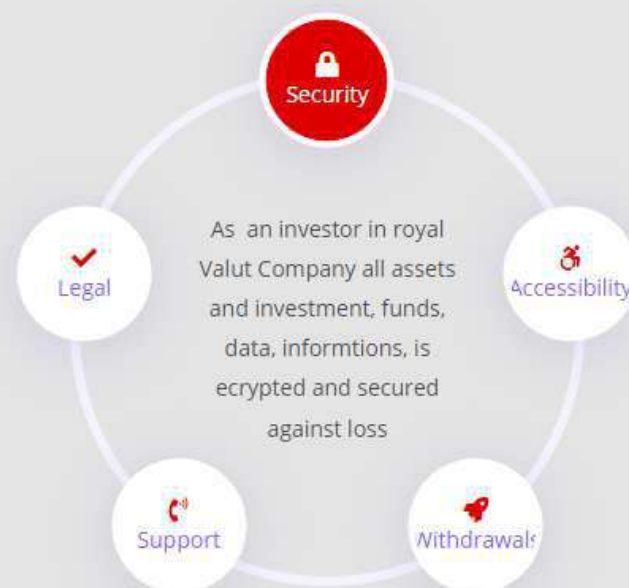 Security
As an investor in royal
Valut Company all assets
and investment, funds,
data, informtions, is
ecrypted and secured
against loss
Legal
Accessibility
Support
Withdrawals